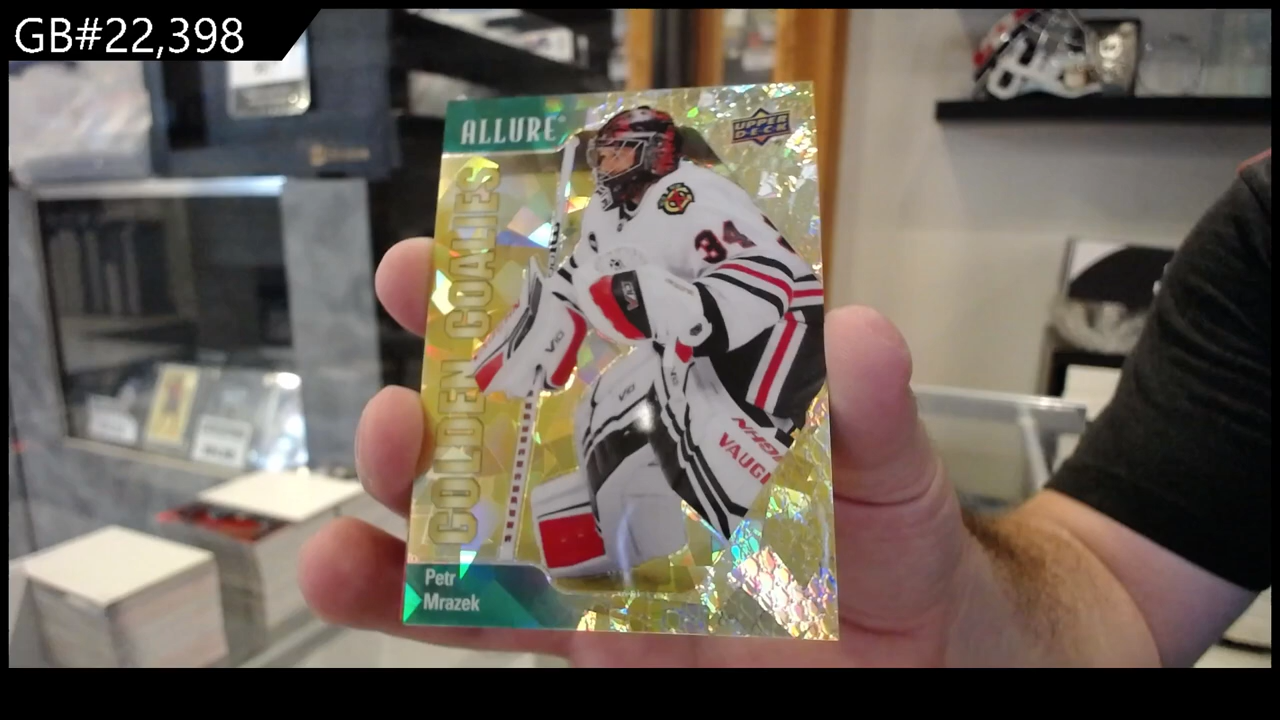 GB#22,398
ALLURE
UPPER
DECK
GOLDEN GOALIES
34
VAUGH
Petr
Mrazek